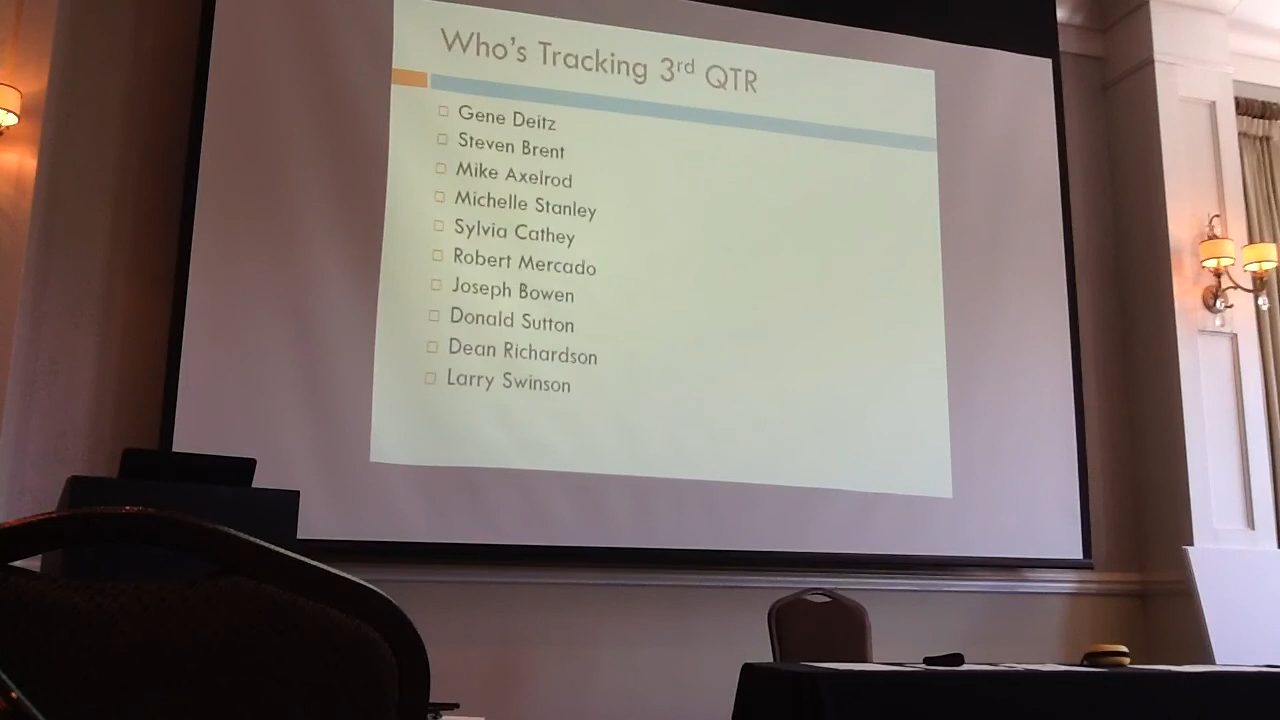 Who's Tracking 3rd QTR
Gene Deitz
Steven Brent
Mike Axelrod
Michelle Stanley
Sylvia Cathey
Robert Mercado
Joseph Bowen
Donald Sutton
Dean Richardson
Larry Swinson